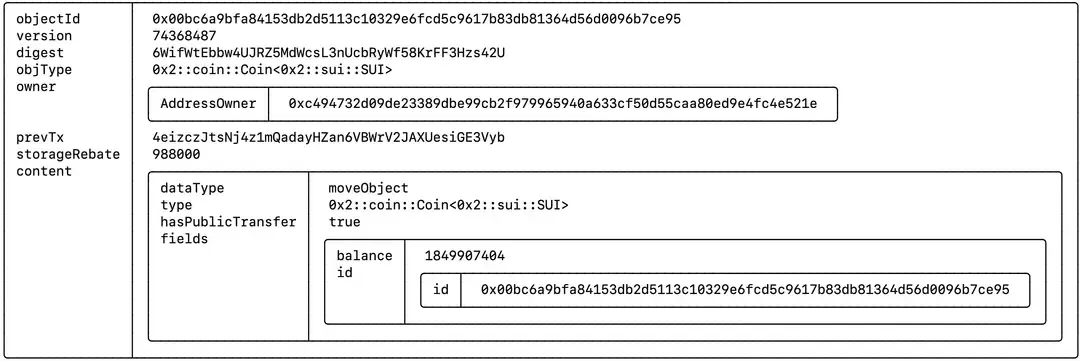 objectId 0x00bc6a9bfa84153db2d5113c10329e6fcd5c9617b83db81364d56d0096b7ce95
version 74368487
digest 6WifWtEbbw4UJRZ5MdWcsL3nUcbRyWf58KrFF3Hzs42U
objType 0x2::coin::Coin<0x2::sui::SUI>
owner
AddressOwner 0xc494732d09de23389dbe99cb2f979965940a633cf50d55caa80ed9e4fc4e521e
prevTx 4eizczJtsNj4z1mQadayHZan6VBWrV2JAXUesiGE3Vyb
storageRebate 988000
content
dataType moveObject
type 0x2::coin::Coin<0x2::sui::SUI>
hasPublicTransfer true
fields
balance 1849907404
id
id 0x00bc6a9bfa84153db2d5113c10329e6fcd5c9617b83db81364d56d0096b7ce95